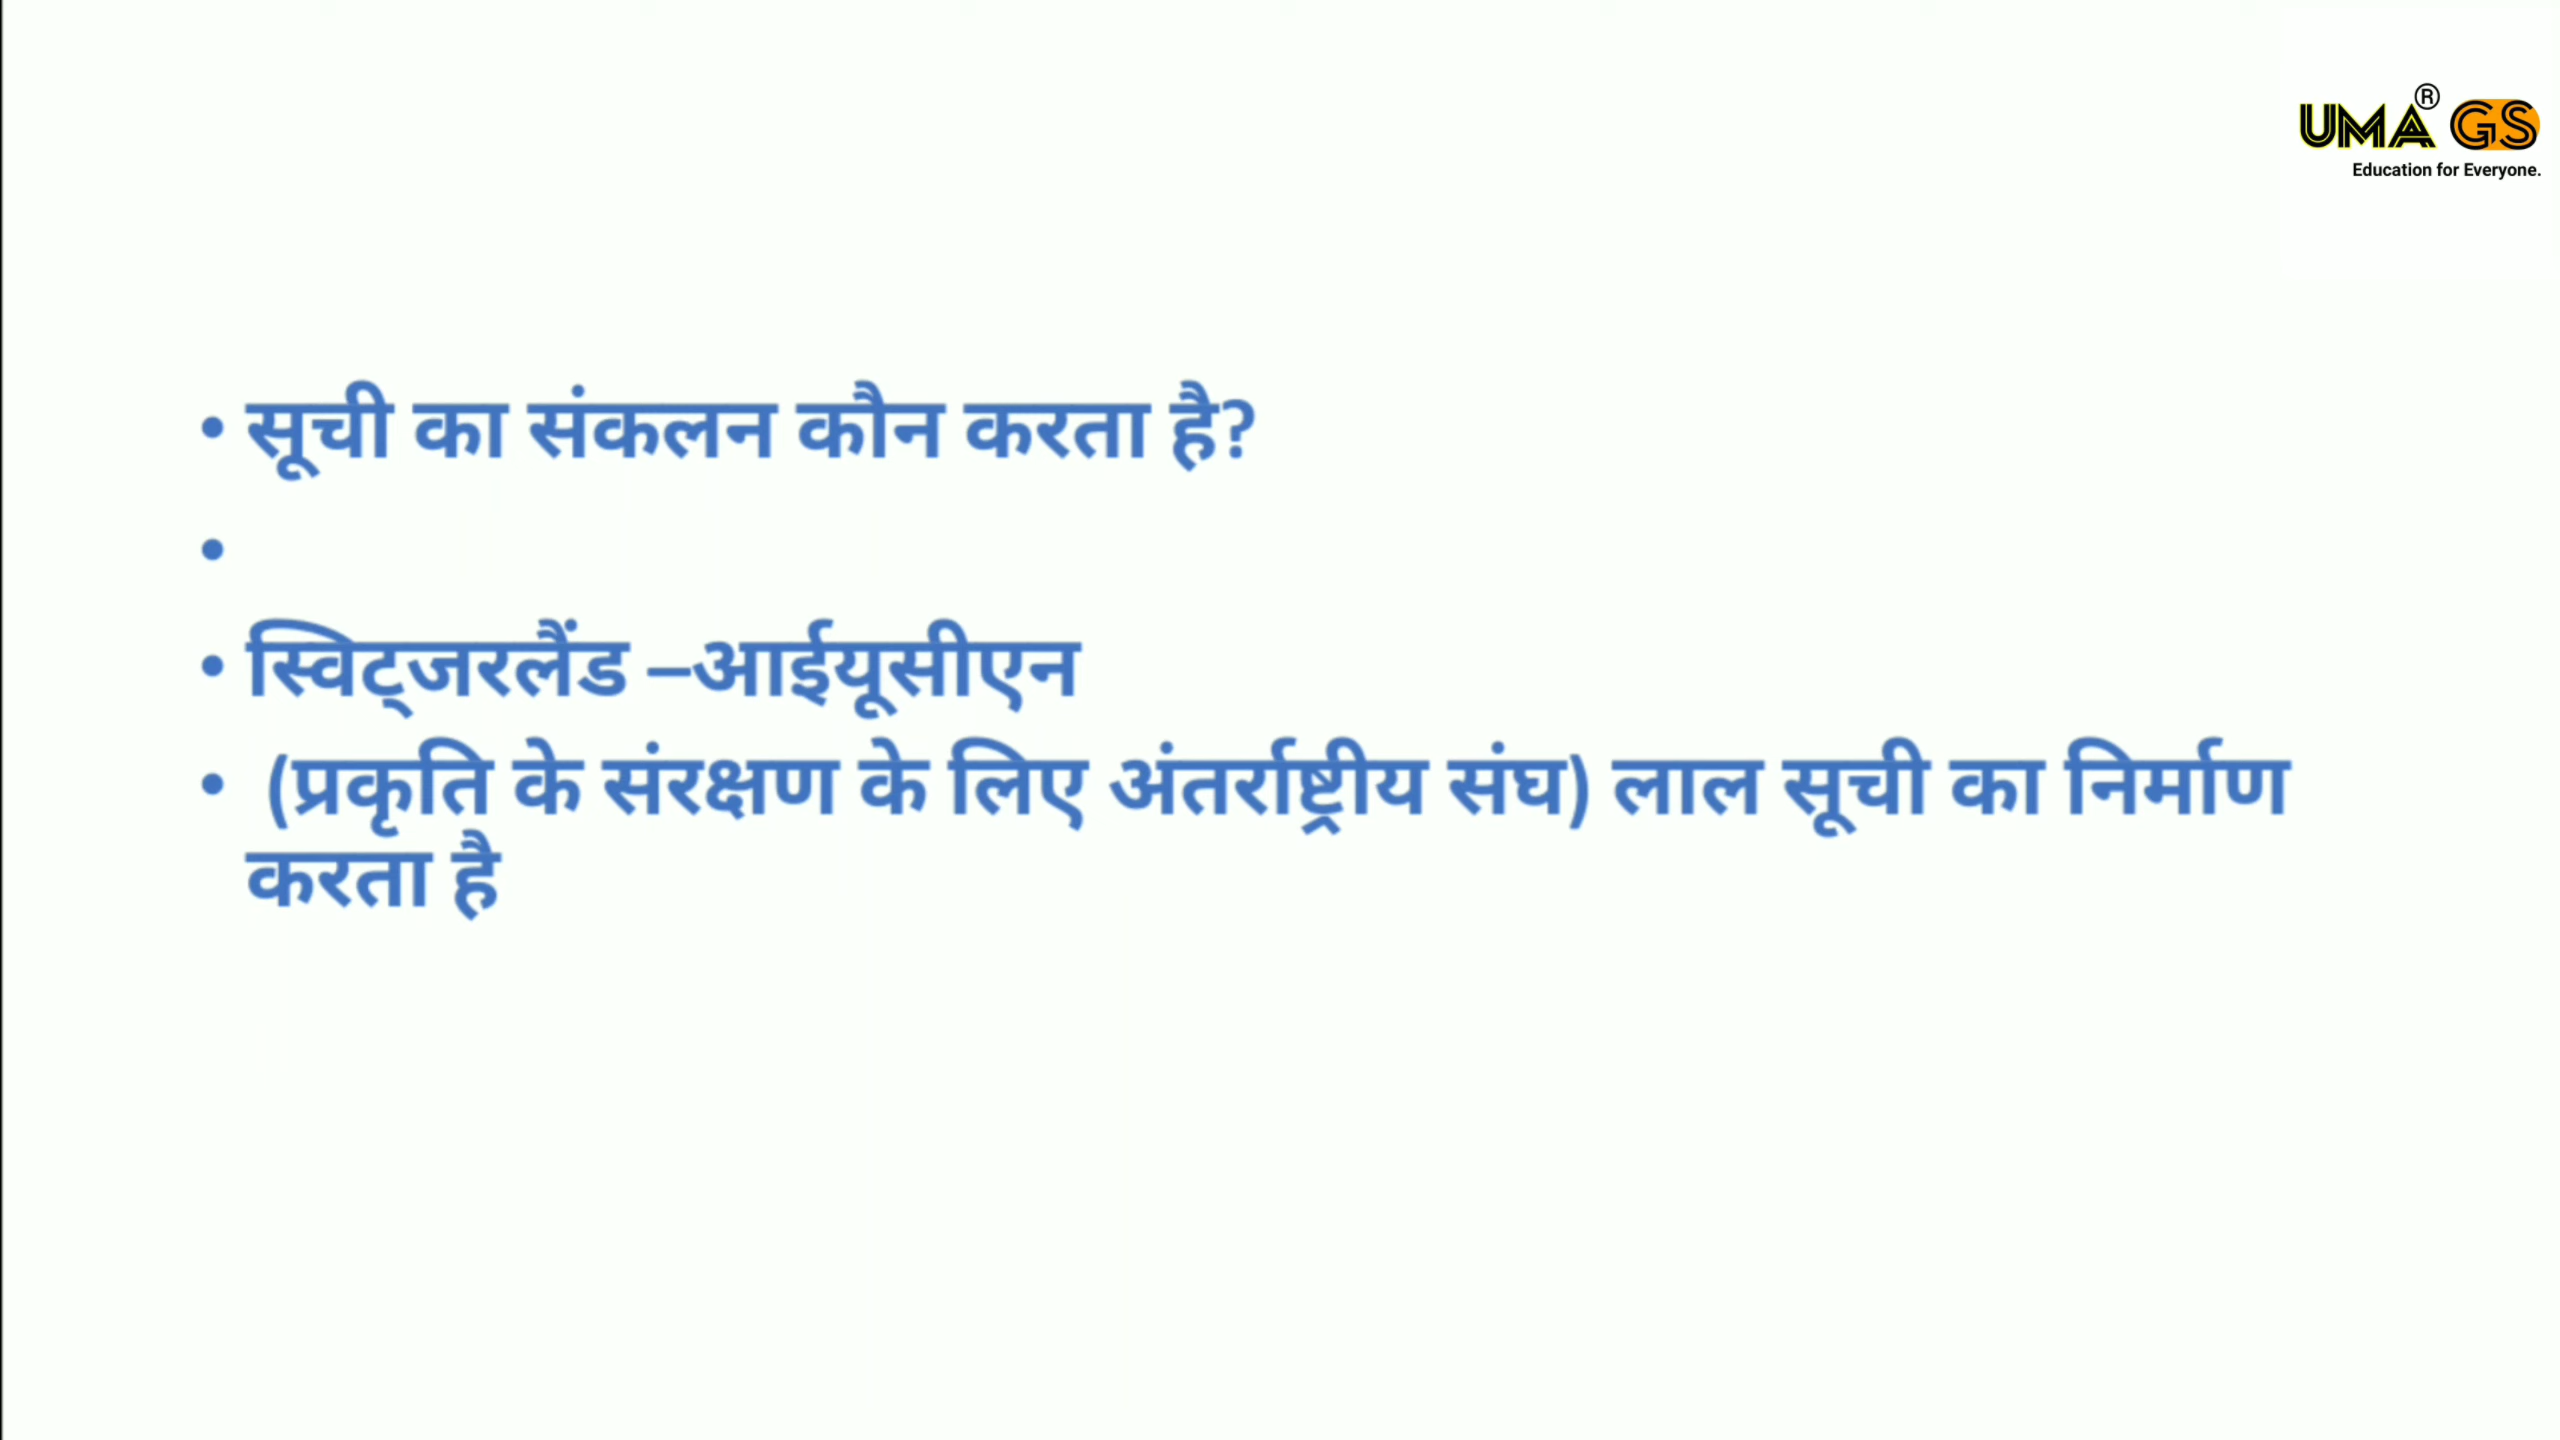 UMA® GS
Education for Everyone.
• सूची का संकलन कौन करता है?
•
• स्विट्जरलैंड –आईयूसीएन
• (प्रकृति के संरक्षण के लिए अंतर्राष्ट्रीय संघ) लाल सूची का निर्माण
करता है